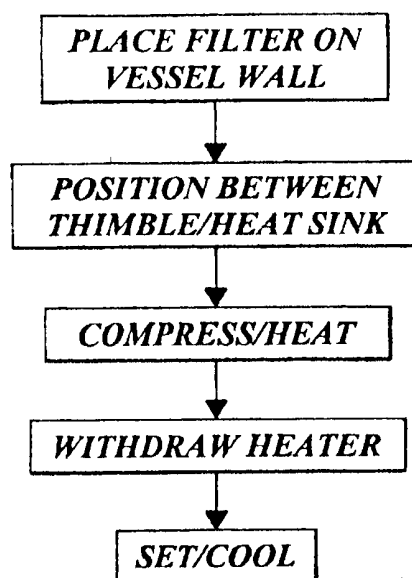 PLACE FILTER ON
VESSEL WALL
POSITION BETWEEN
THIMBLE/HEAT SINK
COMPRESS/HEAT
WITHDRAW HEATER
SET/COOL